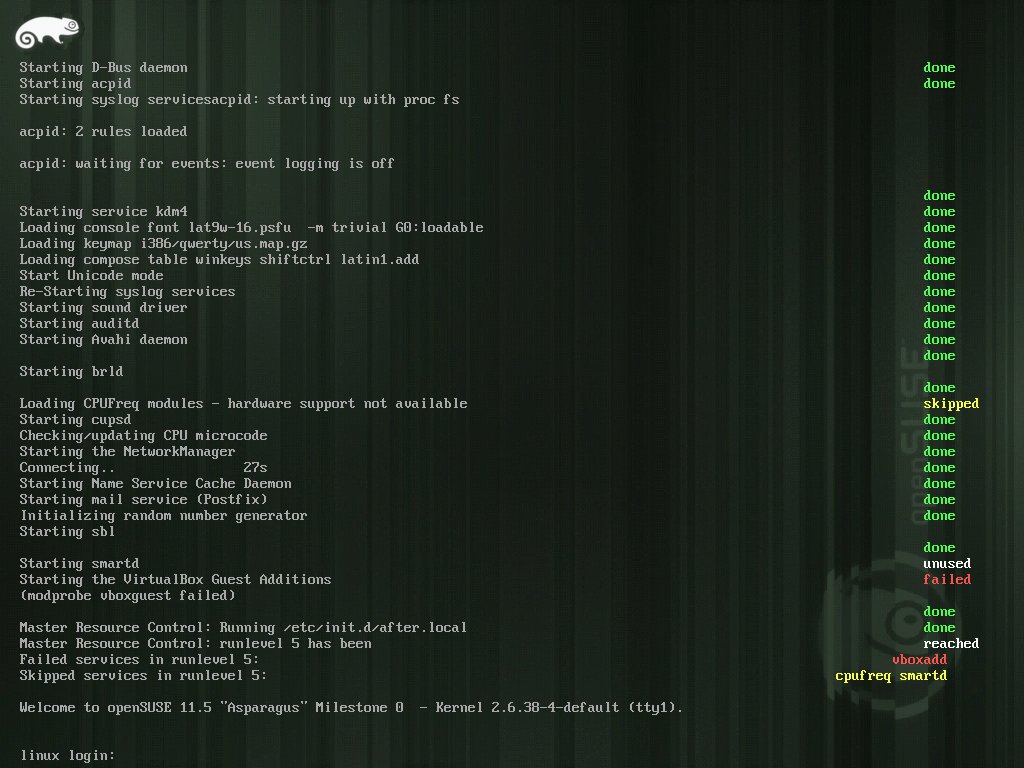 Starting D-Bus daemon done
Starting acpid done
Starting syslog servicesacpid: starting up with proc fs
acpid: 2 rules loaded
acpid: waiting for events: event logging is off
done
Starting service kdm4 done
Loading console font lat9w-16.psfu  -m trivial G0:loadable done
Loading keymap i386/qwerty/us.map.gz done
Loading compose table winkeys shiftctrl latin1.add done
Start Unicode mode done
Re-Starting syslog services done
Starting sound driver done
Starting auditd done
Starting Avahi daemon done
done
Starting brld
done
Loading CPUFreq modules - hardware support not available skipped
Starting cupsd done
Checking/updating CPU microcode done
Starting the NetworkManager done
Connecting.. 27s done
Starting Name Service Cache Daemon done
Starting mail service (Postfix) done
Initializing random number generator done
Starting sbl
done
Starting smartd unused
Starting the VirtualBox Guest Additions failed
(modprobe vboxguest failed)
done
Master Resource Control: Running /etc/init.d/after.local done
Master Resource Control: runlevel 5 has been reached
Failed services in runlevel 5: vboxadd
Skipped services in runlevel 5: cpufreq smartd
Welcome to openSUSE 11.5 "Asparagus" Milestone 0  - Kernel 2.6.38-4-default (tty1).
linux login:
openSUSE